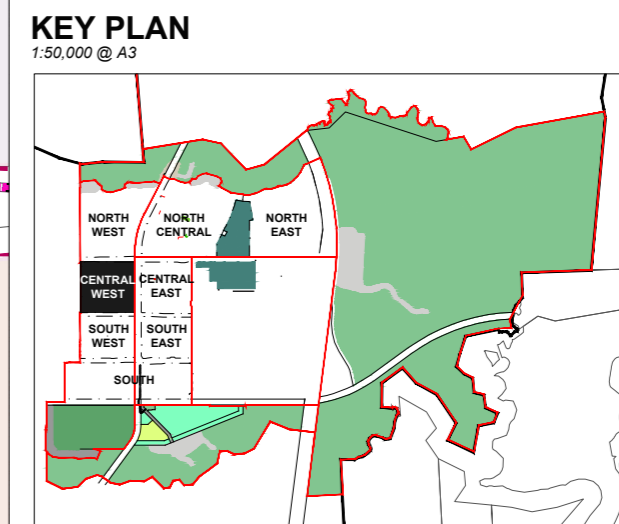 KEY PLAN
1:50,000 @ A3
NORTH
WEST
NORTH
CENTRAL
NORTH
EAST
CENTRAL
WEST
CENTRAL
EAST
SOUTH
WEST
SOUTH
EAST
SOUTH